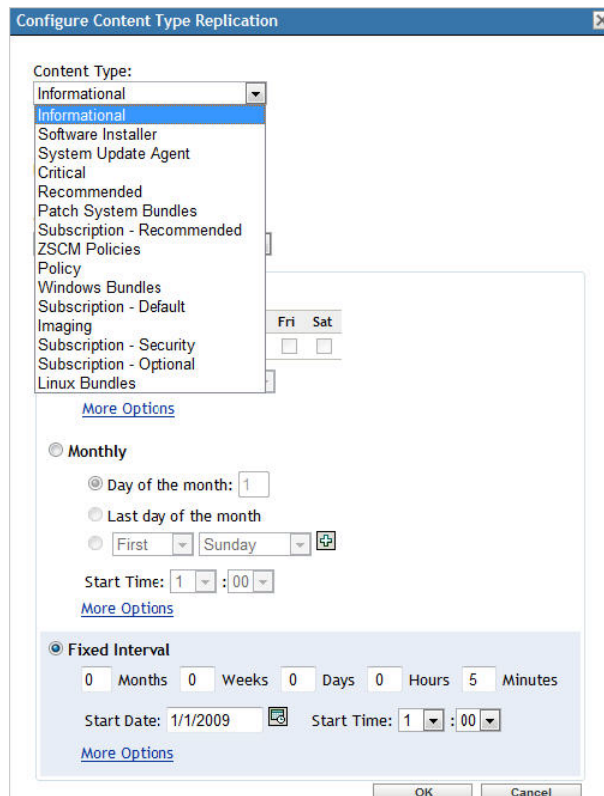 Configure Content Type Replication
Content Type:
Informational
Informational
Software Installer
System Update Agent
Critical
Recommended
Patch System Bundles
Subscription - Recommended
ZSCM Policies
Policy
Windows Bundles
Subscription - Default
Imaging
Subscription - Security
Subscription - Optional
Linux Bundles
Fri Sat
More Options
Monthly
Day of the month: 1
Last day of the month
First Sunday
Start Time: 1 : 00
More Options
Fixed Interval
0 Months 0 Weeks 0 Days 0 Hours 5 Minutes
Start Date: 1/1/2009 Start Time: 1 : 00
More Options
OK Cancel